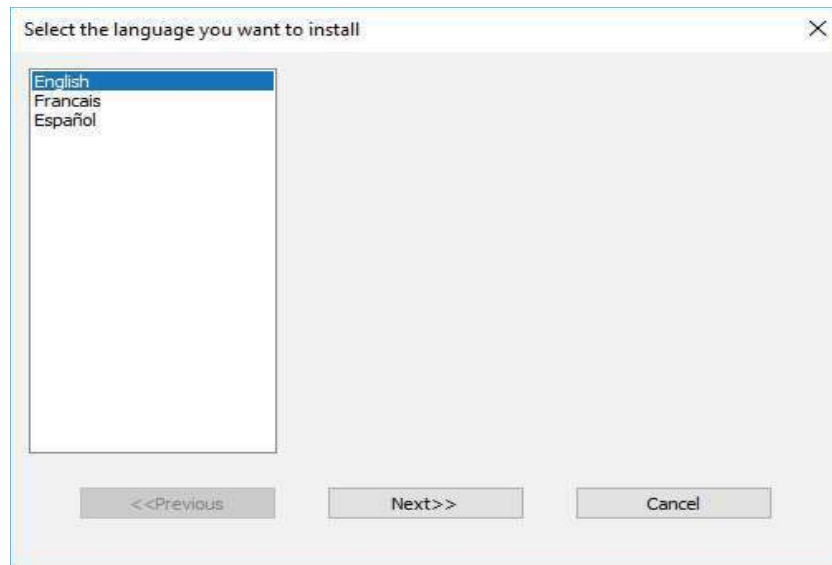 Select the language you want to install
English
Francais
Español
<<Previous
Next>>
Cancel